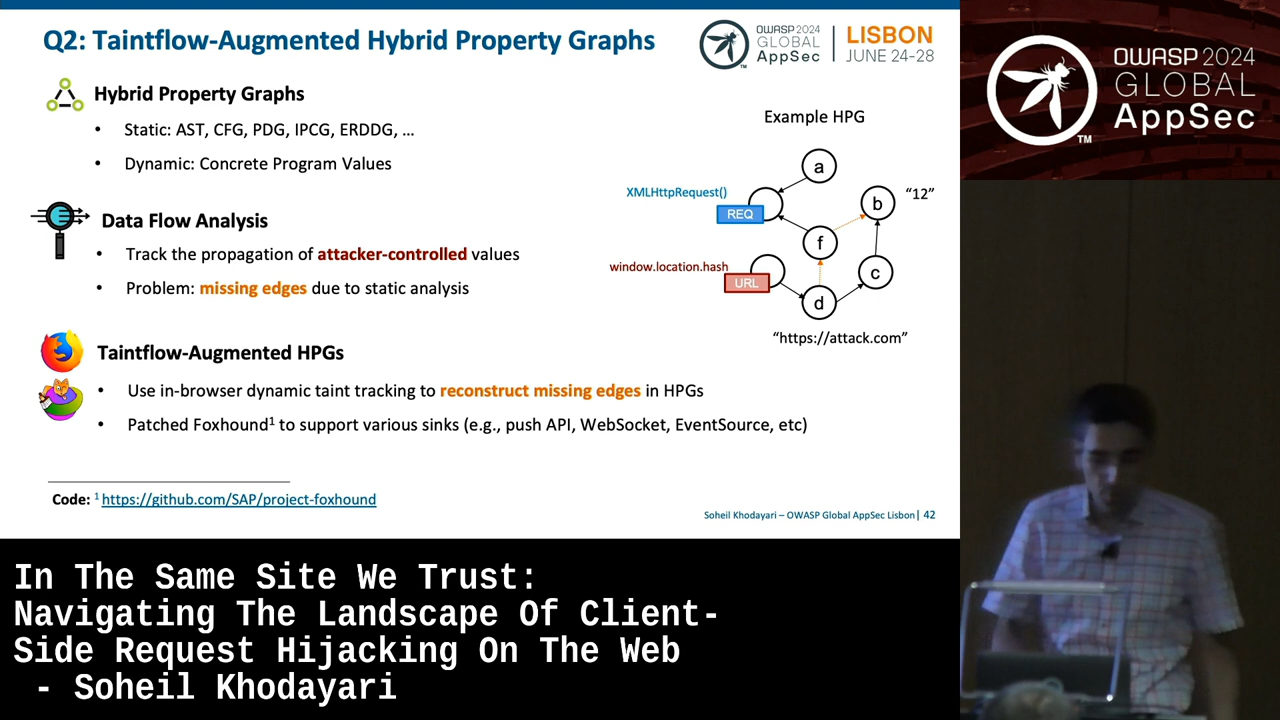 Q2: Taintflow-Augmented Hybrid Property Graphs
OWASP 2024
GLOBAL
AppSec
TM
LISBON
JUNE 24-28
Hybrid Property Graphs
• Static: AST, CFG, PDG, IPCG, ERDDG, ...
• Dynamic: Concrete Program Values
Data Flow Analysis
• Track the propagation of attacker-controlled values
• Problem: missing edges due to static analysis
Taintflow-Augmented HPGs
• Use in-browser dynamic taint tracking to reconstruct missing edges in HPGs
• Patched Foxhound¹ to support various sinks (e.g., push API, WebSocket, EventSource, etc)
Example HPG
a
XMLHttpRequest()
REQ
b
“12”
f
window.location.hash
URL
c
d
“https://attack.com”
Code: ¹ https://github.com/SAP/project-foxhound
Soheil Khodayari – OWASP Global AppSec Lisbon| 42
OWASP 2024
GLOBAL
AppSec
TM
In The Same Site We Trust:
Navigating The Landscape Of Client-
Side Request Hijacking On The Web
- Soheil Khodayari